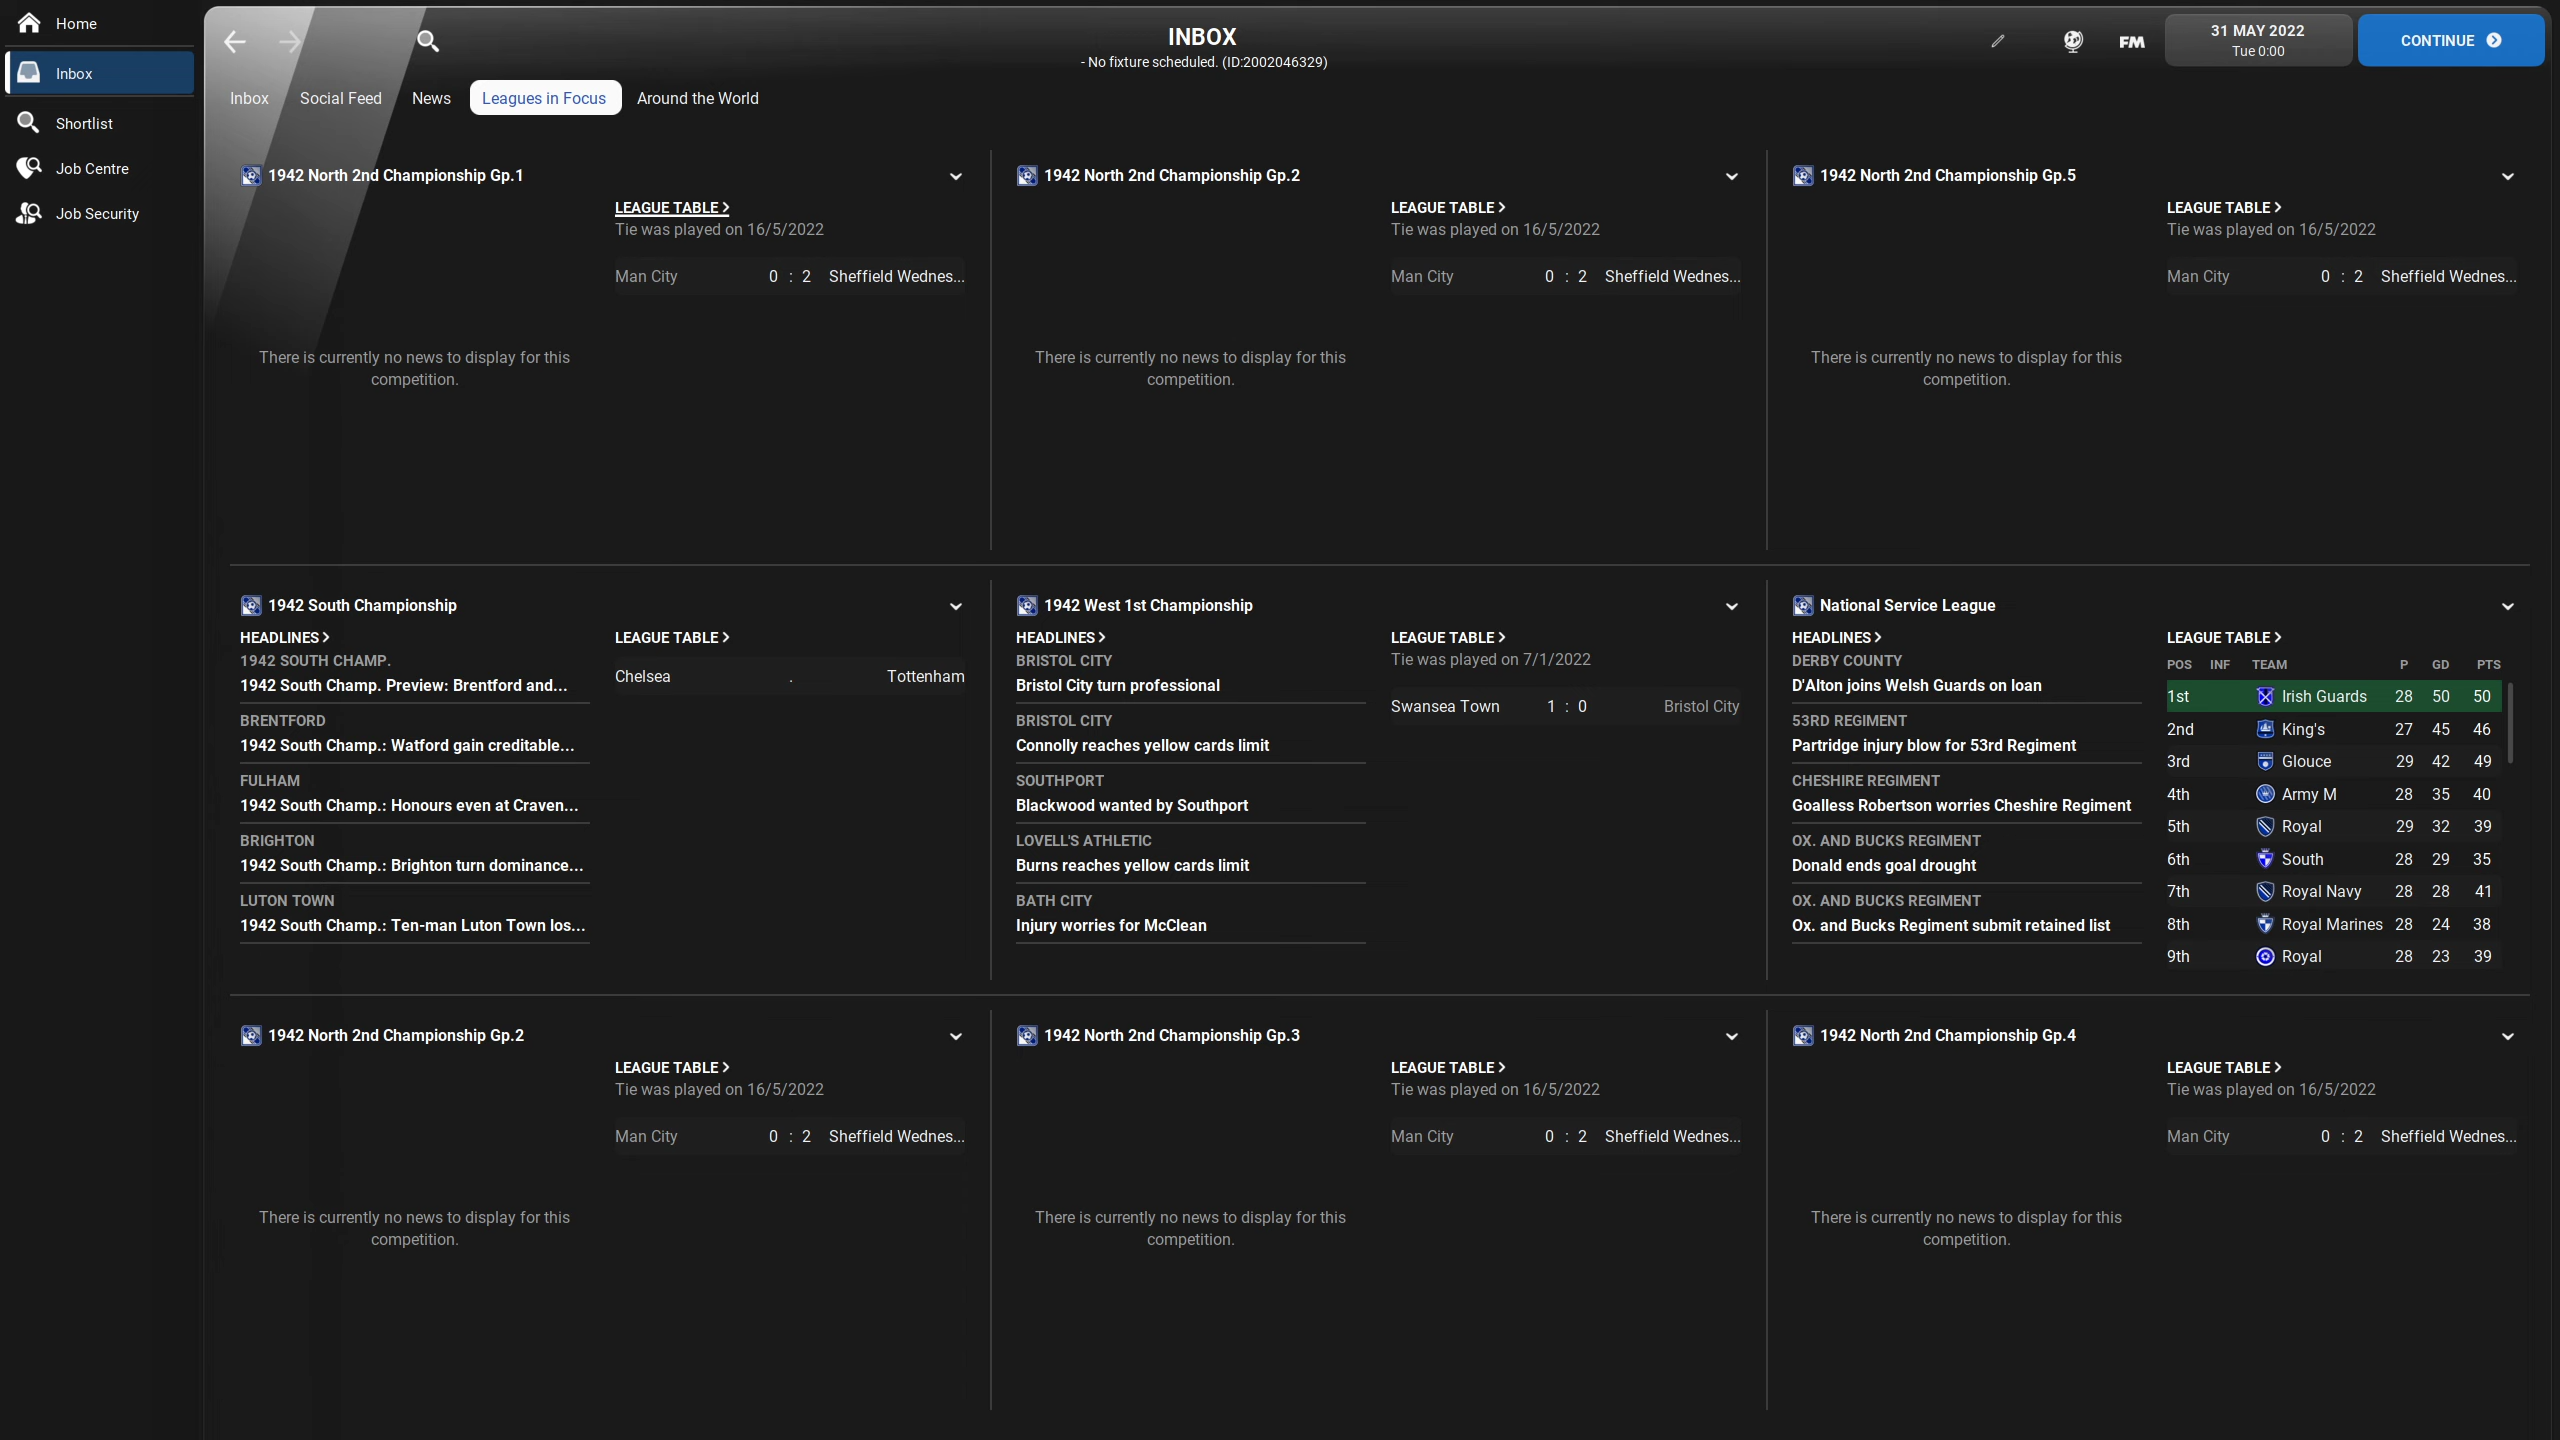 Home
Inbox
Shortlist
Job Centre
Job Security
INBOX
- No fixture scheduled. (ID:2002046329)
FM
31 MAY 2022
Tue 0:00
CONTINUE
Inbox Social Feed News Leagues in Focus Around the World
1942 North 2nd Championship Gp.1
LEAGUE TABLE
Tie was played on 16/5/2022
Man City 0 : 2 Sheffield Wednes...
There is currently no news to display for this
competition.
1942 North 2nd Championship Gp.2
LEAGUE TABLE
Tie was played on 16/5/2022
Man City 0 : 2 Sheffield Wednes...
There is currently no news to display for this
competition.
1942 North 2nd Championship Gp.5
LEAGUE TABLE
Tie was played on 16/5/2022
Man City 0 : 2 Sheffield Wednes...
There is currently no news to display for this
competition.
1942 South Championship
HEADLINES
1942 SOUTH CHAMP.
1942 South Champ. Preview: Brentford and...
BRENTFORD
1942 South Champ.: Watford gain creditable...
FULHAM
1942 South Champ.: Honours even at Craven...
BRIGHTON
1942 South Champ.: Brighton turn dominance...
LUTON TOWN
1942 South Champ.: Ten-man Luton Town los...
LEAGUE TABLE
Chelsea . Tottenham
1942 West 1st Championship
HEADLINES
BRISTOL CITY
Bristol City turn professional
BRISTOL CITY
Connolly reaches yellow cards limit
SOUTHPORT
Blackwood wanted by Southport
LOVELL'S ATHLETIC
Burns reaches yellow cards limit
BATH CITY
Injury worries for McClean
LEAGUE TABLE
Tie was played on 7/1/2022
Swansea Town 1 : 0 Bristol City
National Service League
HEADLINES
DERBY COUNTY
D'Alton joins Welsh Guards on loan
53RD REGIMENT
Partridge injury blow for 53rd Regiment
CHESHIRE REGIMENT
Goalless Robertson worries Cheshire Regiment
OX. AND BUCKS REGIMENT
Donald ends goal drought
OX. AND BUCKS REGIMENT
Ox. and Bucks Regiment submit retained list
LEAGUE TABLE
POS INF TEAM P GD PTS
1st Irish Guards 28 50 50
2nd King's 27 45 46
3rd Glouce 29 42 49
4th Army M 28 35 40
5th Royal 29 32 39
6th South 28 29 35
7th Royal Navy 28 28 41
8th Royal Marines 28 24 38
9th Royal 28 23 39
1942 North 2nd Championship Gp.2
LEAGUE TABLE
Tie was played on 16/5/2022
Man City 0 : 2 Sheffield Wednes...
There is currently no news to display for this
competition.
1942 North 2nd Championship Gp.3
LEAGUE TABLE
Tie was played on 16/5/2022
Man City 0 : 2 Sheffield Wednes...
There is currently no news to display for this
competition.
1942 North 2nd Championship Gp.4
LEAGUE TABLE
Tie was played on 16/5/2022
Man City 0 : 2 Sheffield Wednes...
There is currently no news to display for this
competition.